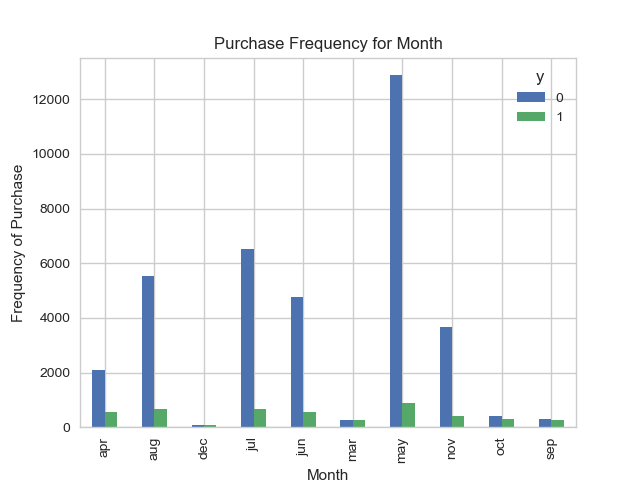 Purchase Frequency for Month
y
0
1
12000
10000
8000
6000
4000
2000
0
Frequency of Purchase
apr
aug
dec
jul
jun
mar
may
nov
oct
sep
Month